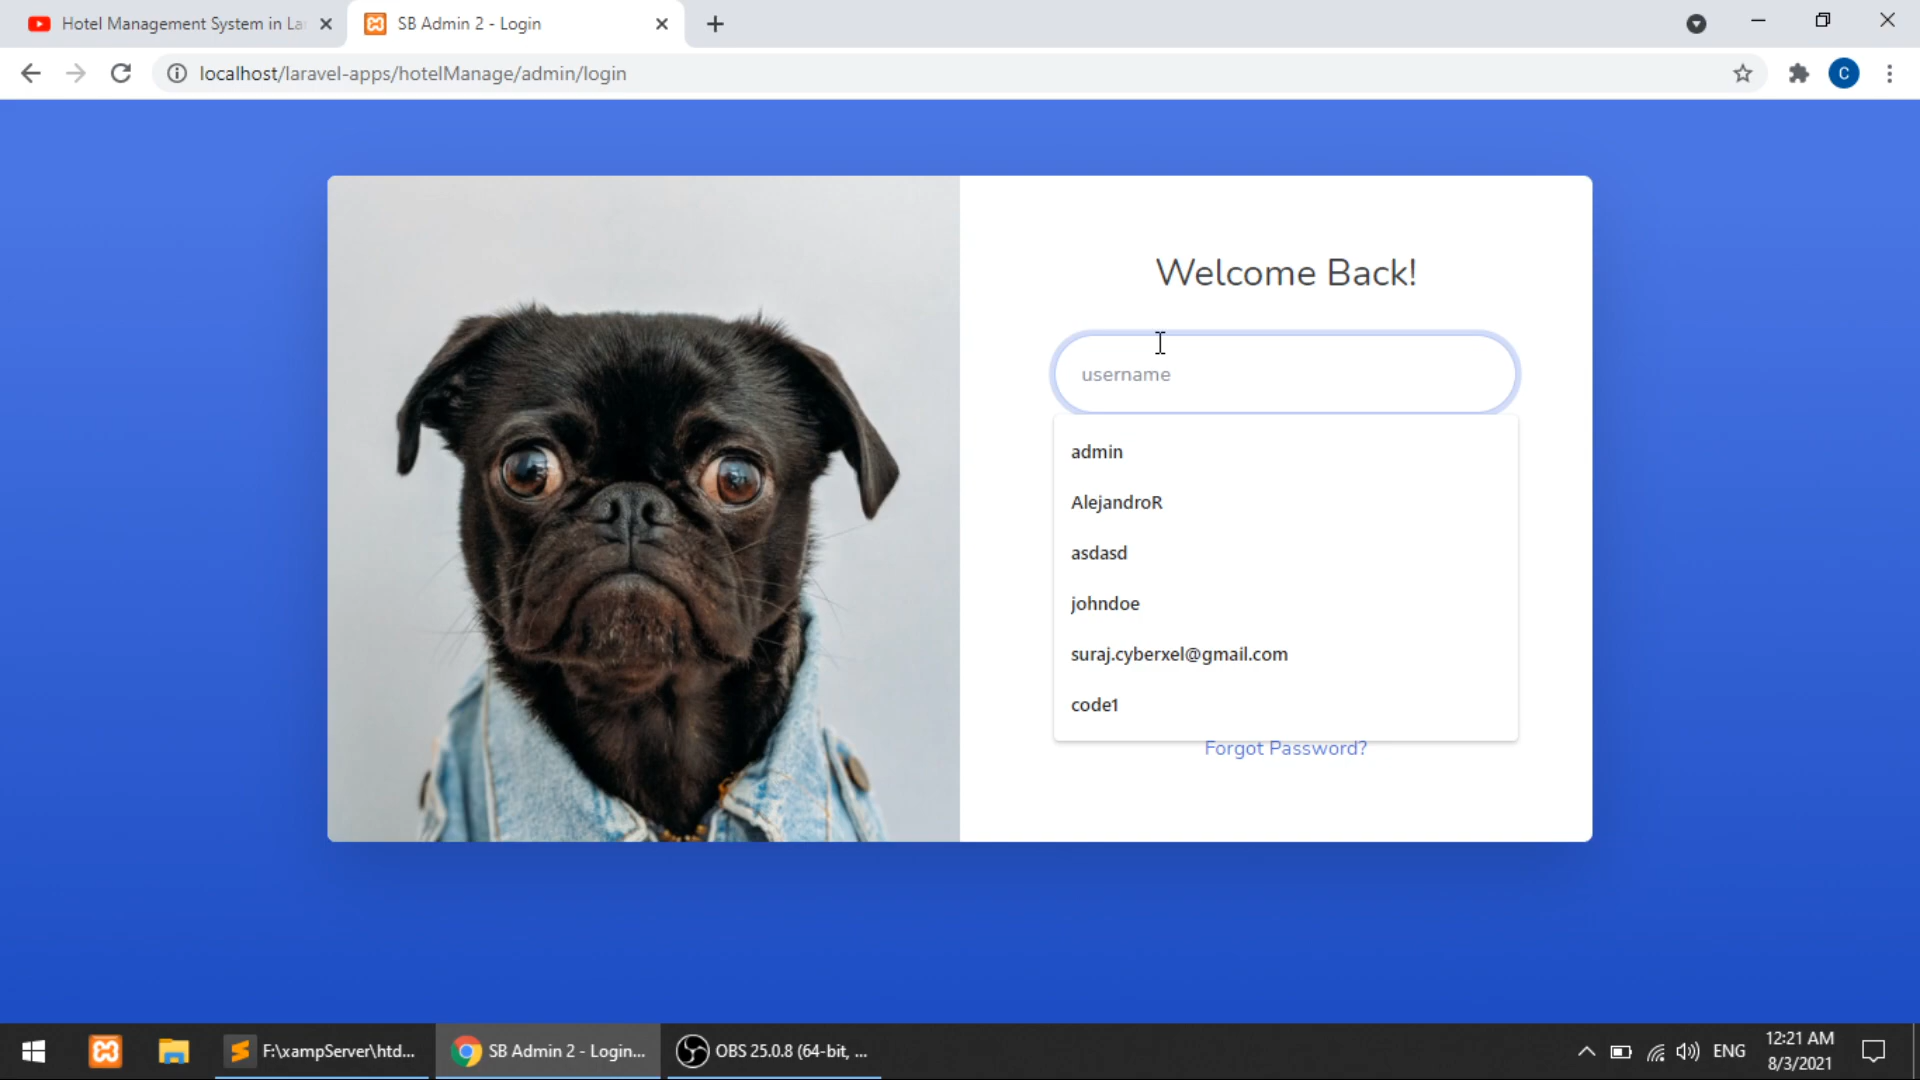 Hotel Management System in La
SB Admin 2 - Login
localhost/laravel-apps/hotelManage/admin/login
C
Welcome Back!
username
admin
AlejandroR
asdasd
johndoe
suraj.cyberxel@gmail.com
code1
Forgot Password?
F:\xampServer\htd...
SB Admin 2 - Login...
OBS 25.0.8 (64-bit, ...
ENG
12:21 AM
8/3/2021